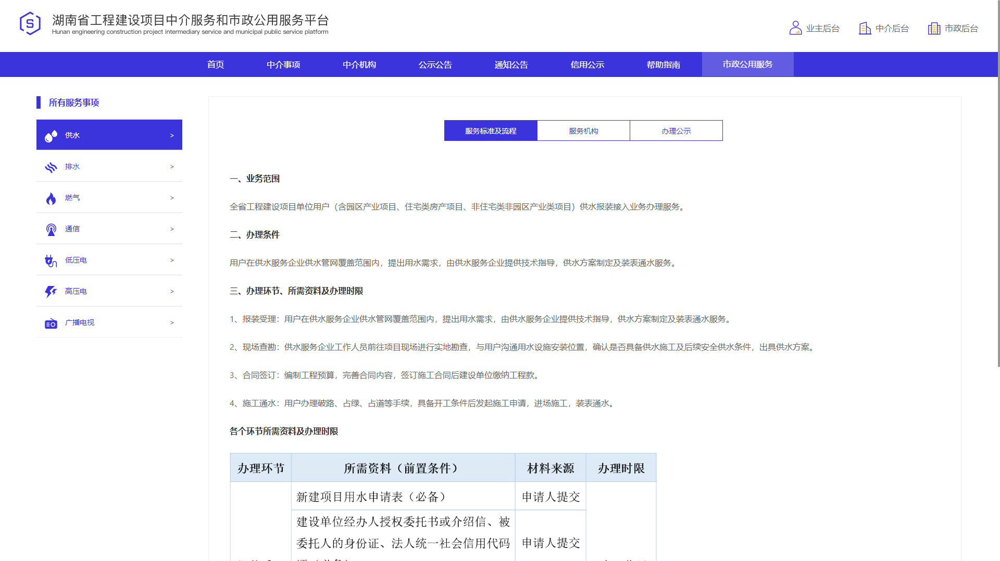 湖南省工程建设项目中介服务和市政公用服务平台
Hunan engineering construction project intermediary service and municipal public service platform
业主后台 中介后台 市政后台
首页 中介事项 中介机构 公示公告 通知公告 信用公示 帮助指南 市政公用服务
所有服务事项
供水 >
排水 >
燃气 >
通信 >
低压电 >
高压电 >
广播电视 >
服务标准及流程 服务机构 办理公示
一、业务范围
全省工程建设项目单位用户（含园区产业项目、住宅类房产项目、非住宅类非园区产业类项目）供水报装接入业务办理服务。
二、办理条件
用户在供水服务企业供水管网覆盖范围内，提出用水需求，由供水服务企业提供技术指导，供水方案制定及装表通水服务。
三、办理环节、所需资料及办理时限
1、报装受理：用户在供水服务企业供水管网覆盖范围内，提出用水需求，由供水服务企业提供技术指导，供水方案制定及装表通水服务。
2、现场查勘：供水服务企业工作人员前往项目现场进行实地勘查，与用户沟通用水设施安装位置，确认是否具备供水施工及后续安全供水条件，出具供水方案。
3、合同签订：编制工程预算，完善合同内容，签订施工合同后建设单位缴纳工程款。
4、施工通水：用户办理破路、占绿、占道等手续，具备开工条件后发起施工申请，进场施工，装表通水。
各个环节所需资料及办理时限
办理环节 所需资料（前置条件） 材料来源 办理时限
新建项目用水申请表（必备） 申请人提交
建设单位经办人授权委托书或介绍信、被
委托人的身份证、法人统一社会信用代码 申请人提交